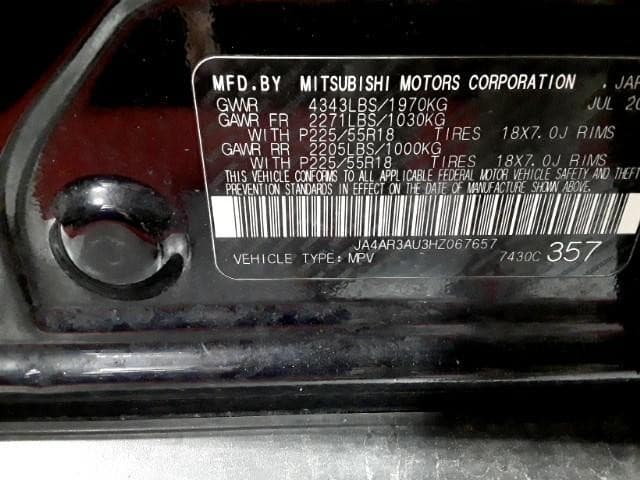 MFD.BY MITSUBISHI MOTORS CORPORATION
GVWR 4343LBS/1970KG JUL
GAWR FR 2271LBS/1030KG
WITH P225/55R18 TIRES 18X7.0J RIMS
GAWR RR 2205LBS/1000KG
WITH P225/55R18 TIRES 18X7.0J RIMS
THIS VEHICLE CONFORMS TO ALL APPLICABLE FEDERAL MOTOR VEHICLE SAFETY AND THEFT
PREVENTION STANDARDS IN EFFECT ON THE DATE OF MANUFACTURE SHOWN ABOVE.
JA4AR3AU3HZ067657
VEHICLE TYPE: MPV 7430C 357